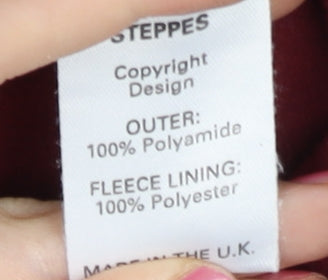 STEPPES
Copyright
Design
OUTER:
100% Polyamide
FLEECE LINING:
100% Polyester
MADE IN THE U.K.